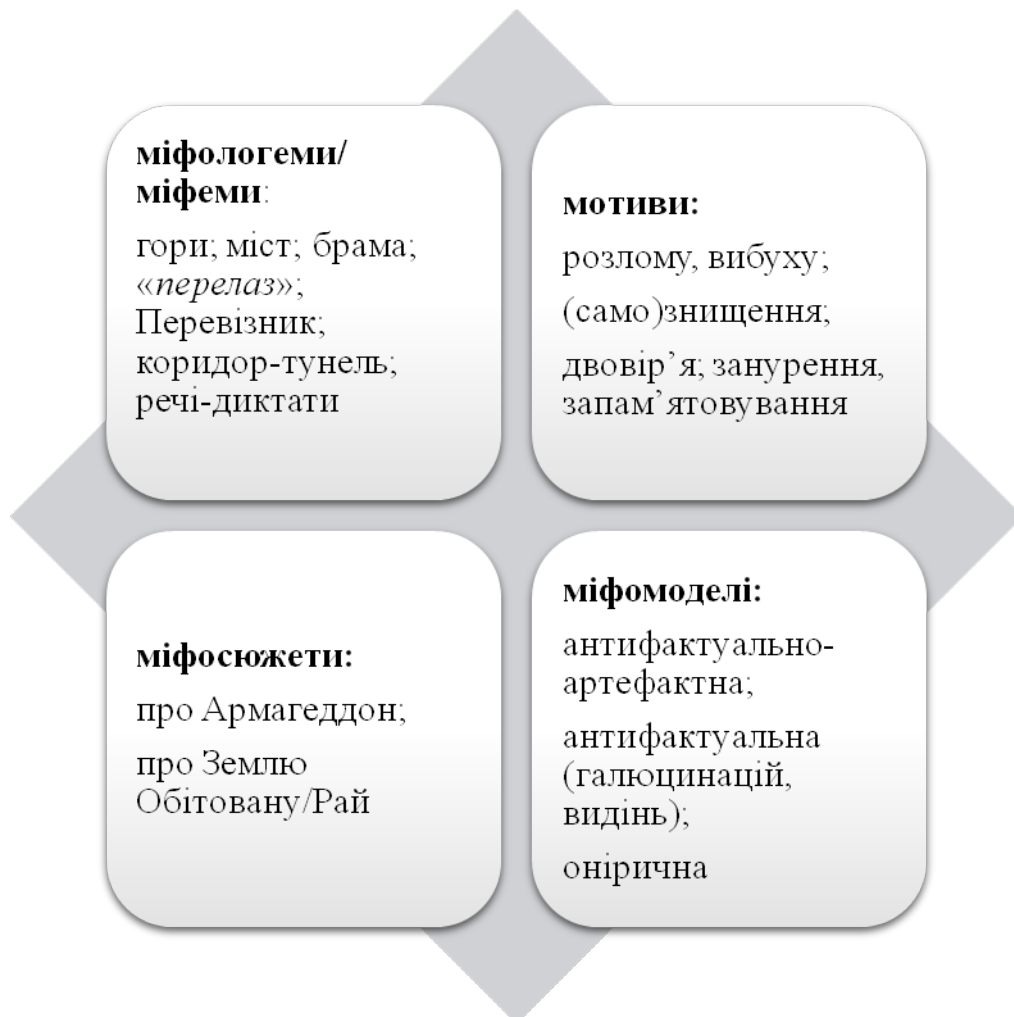 міфологеми/
міфеми:
гори; міст; брама;
«перелаз»;
Перевізник;
коридор-тунель;
речі-диктати
мотиви:
розлому, вибуху;
(само)знищення;
двовір’я; занурення,
запам’ятовування
міфосюжети:
про Армагеддон;
про Землю
Обітовану/Рай
міфомоделі:
антифактуально-
артефактна;
антифактуальна
(галюцинацій,
видінь);
онірична